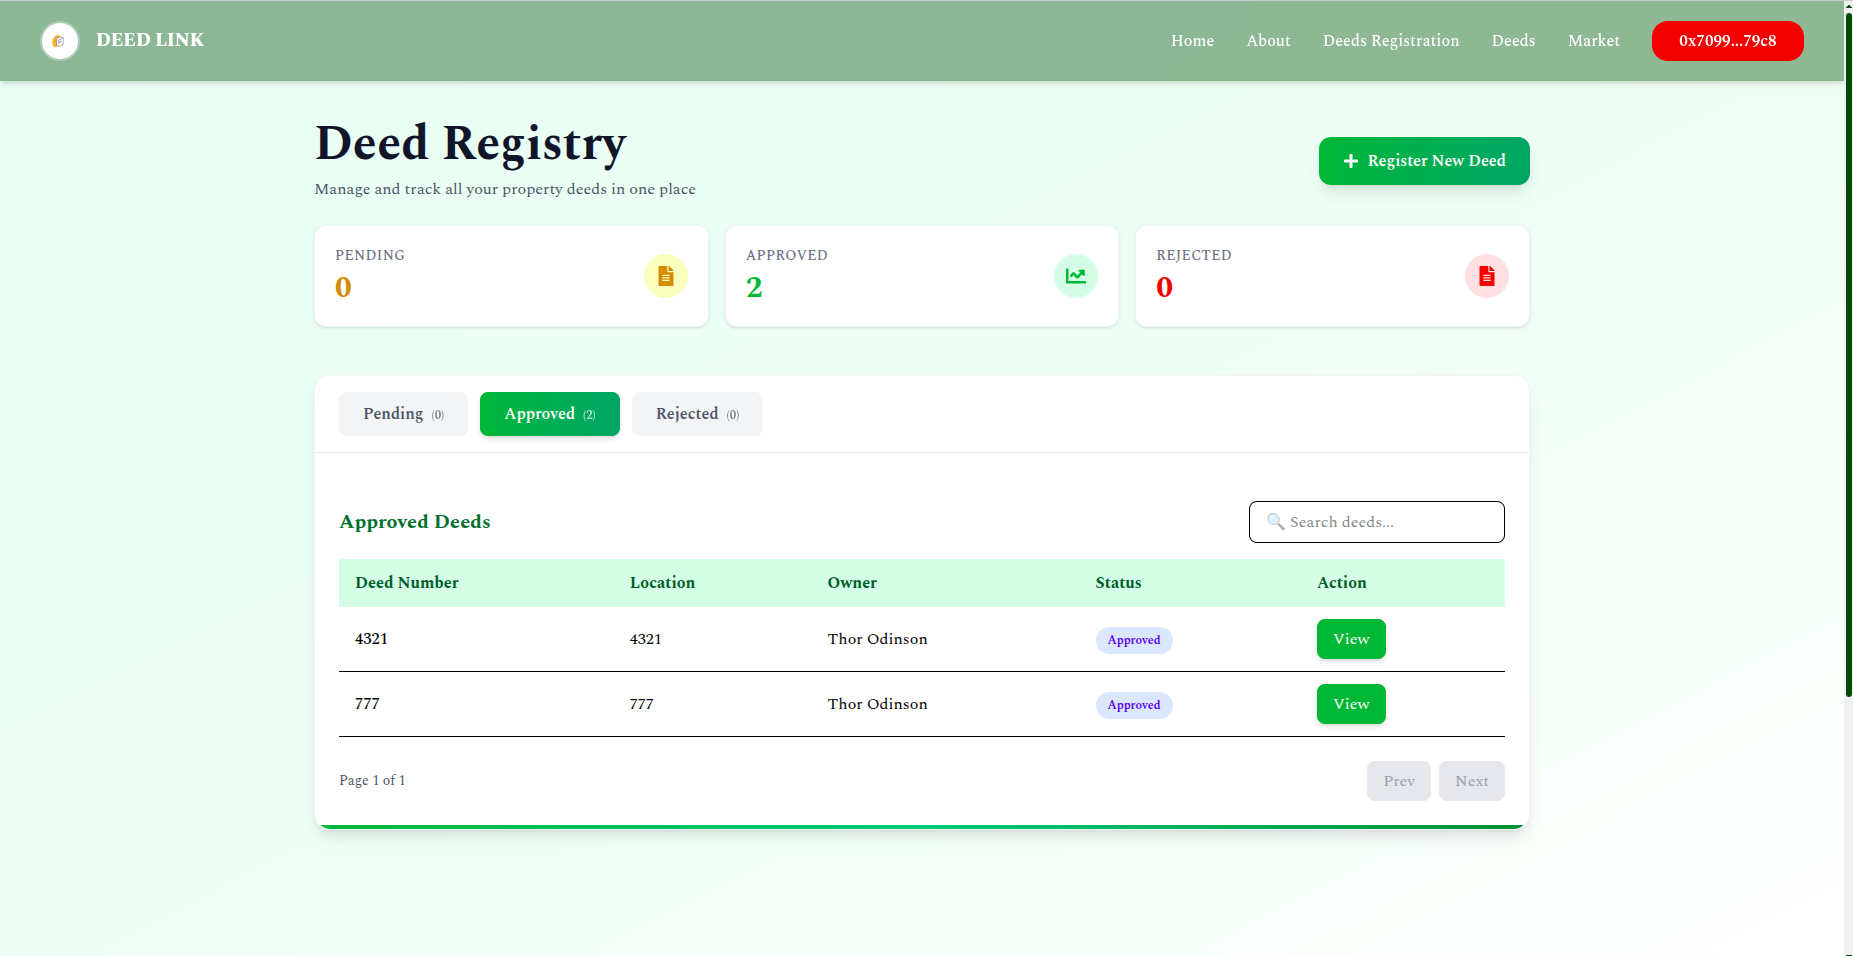 DEED LINK
Home About Deeds Registration Deeds Market 0x7099...79c8
Deed Registry
Manage and track all your property deeds in one place
Register New Deed
PENDING
0
APPROVED
2
REJECTED
0
Pending (0) Approved (2) Rejected (0)
Approved Deeds
🔍 Search deeds...
Deed Number Location Owner Status Action
4321 4321 Thor Odinson Approved View
777 777 Thor Odinson Approved View
Page 1 of 1
Prev Next